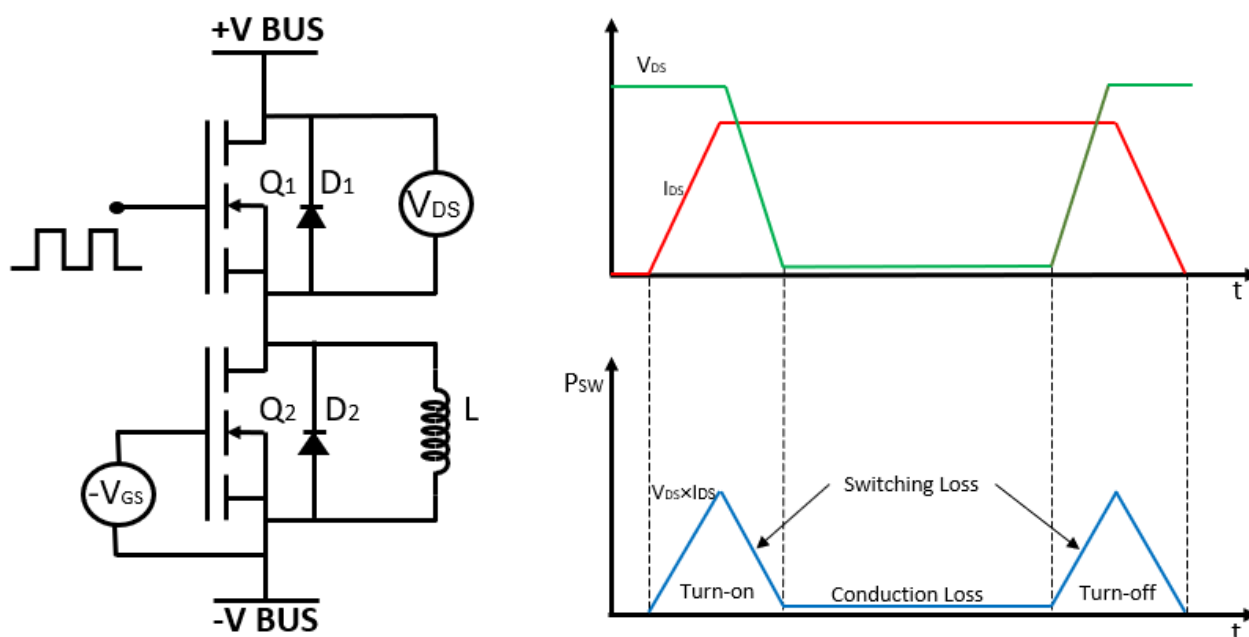 +V BUS
Q1
D1
VDS
Q2
D2
L
-VGS
-V BUS
VDS
IDS
t
PSW
VDS×IDS
Switching Loss
Turn-on
Conduction Loss
Turn-off
t